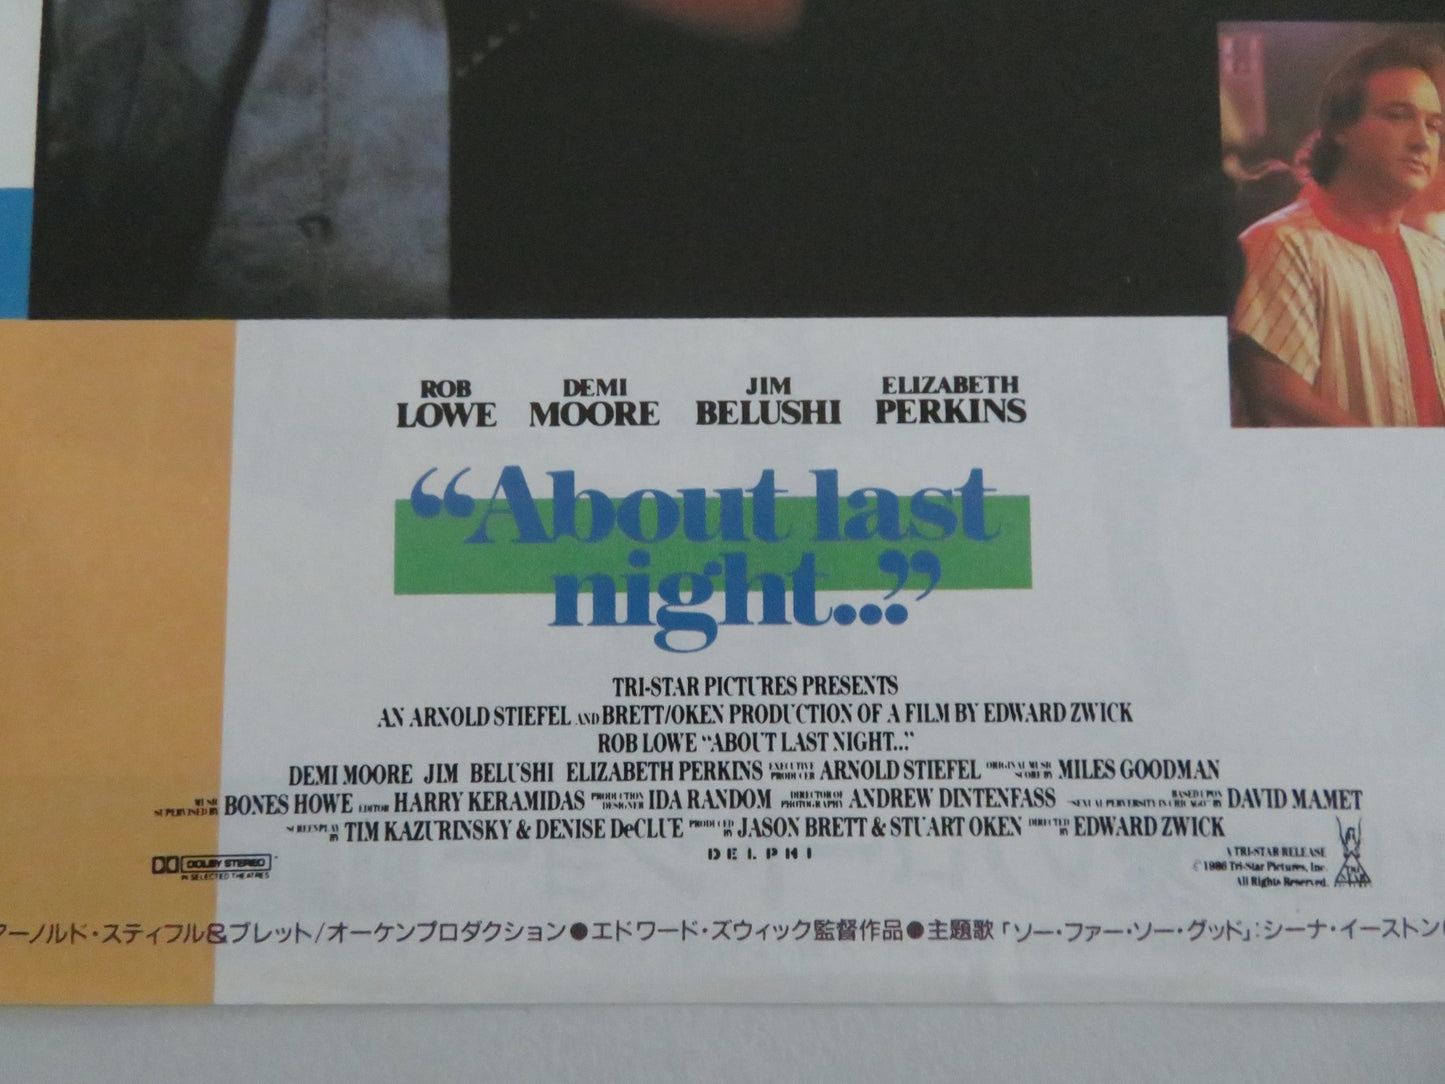 ROB LOWE DEMI MOORE JIM BELUSHI ELIZABETH PERKINS
“About last
night...”
TRI-STAR PICTURES PRESENTS
AN ARNOLD STIEFEL AND BRETT/OKEN PRODUCTION OF A FILM BY EDWARD ZWICK
ROB LOWE “ABOUT LAST NIGHT...”
DEMI MOORE JIM BELUSHI ELIZABETH PERKINS EXECUTIVE PRODUCER ARNOLD STIEFEL ORIGINAL MUSIC SCORE BY MILES GOODMAN
MUSIC SUPERVISED BY BONES HOWE EDITOR HARRY KERAMIDAS PRODUCTION DESIGNER IDA RANDOM DIRECTOR OF PHOTOGRAPHY ANDREW DINTENFASS BASED UPON “SEXUAL PERVERSITY IN CHICAGO” BY DAVID MAMET
SCREENPLAY BY TIM KAZURINSKY & DENISE DeCLUE PRODUCED BY JASON BRETT & STUART OKEN DIRECTED BY EDWARD ZWICK
DELPHI
DOLBY STEREO
IN SELECTED THEATRES
A TRI-STAR RELEASE
© 1986 Tri-Star Pictures, Inc.
All Rights Reserved.
TRI STAR
アーノルド・スティフル&ブレット/オーケンプロダクション●エドワード・ズウィック監督作品●主題歌「ソー・ファー・ソー・グッド」:シーナ・イーストン